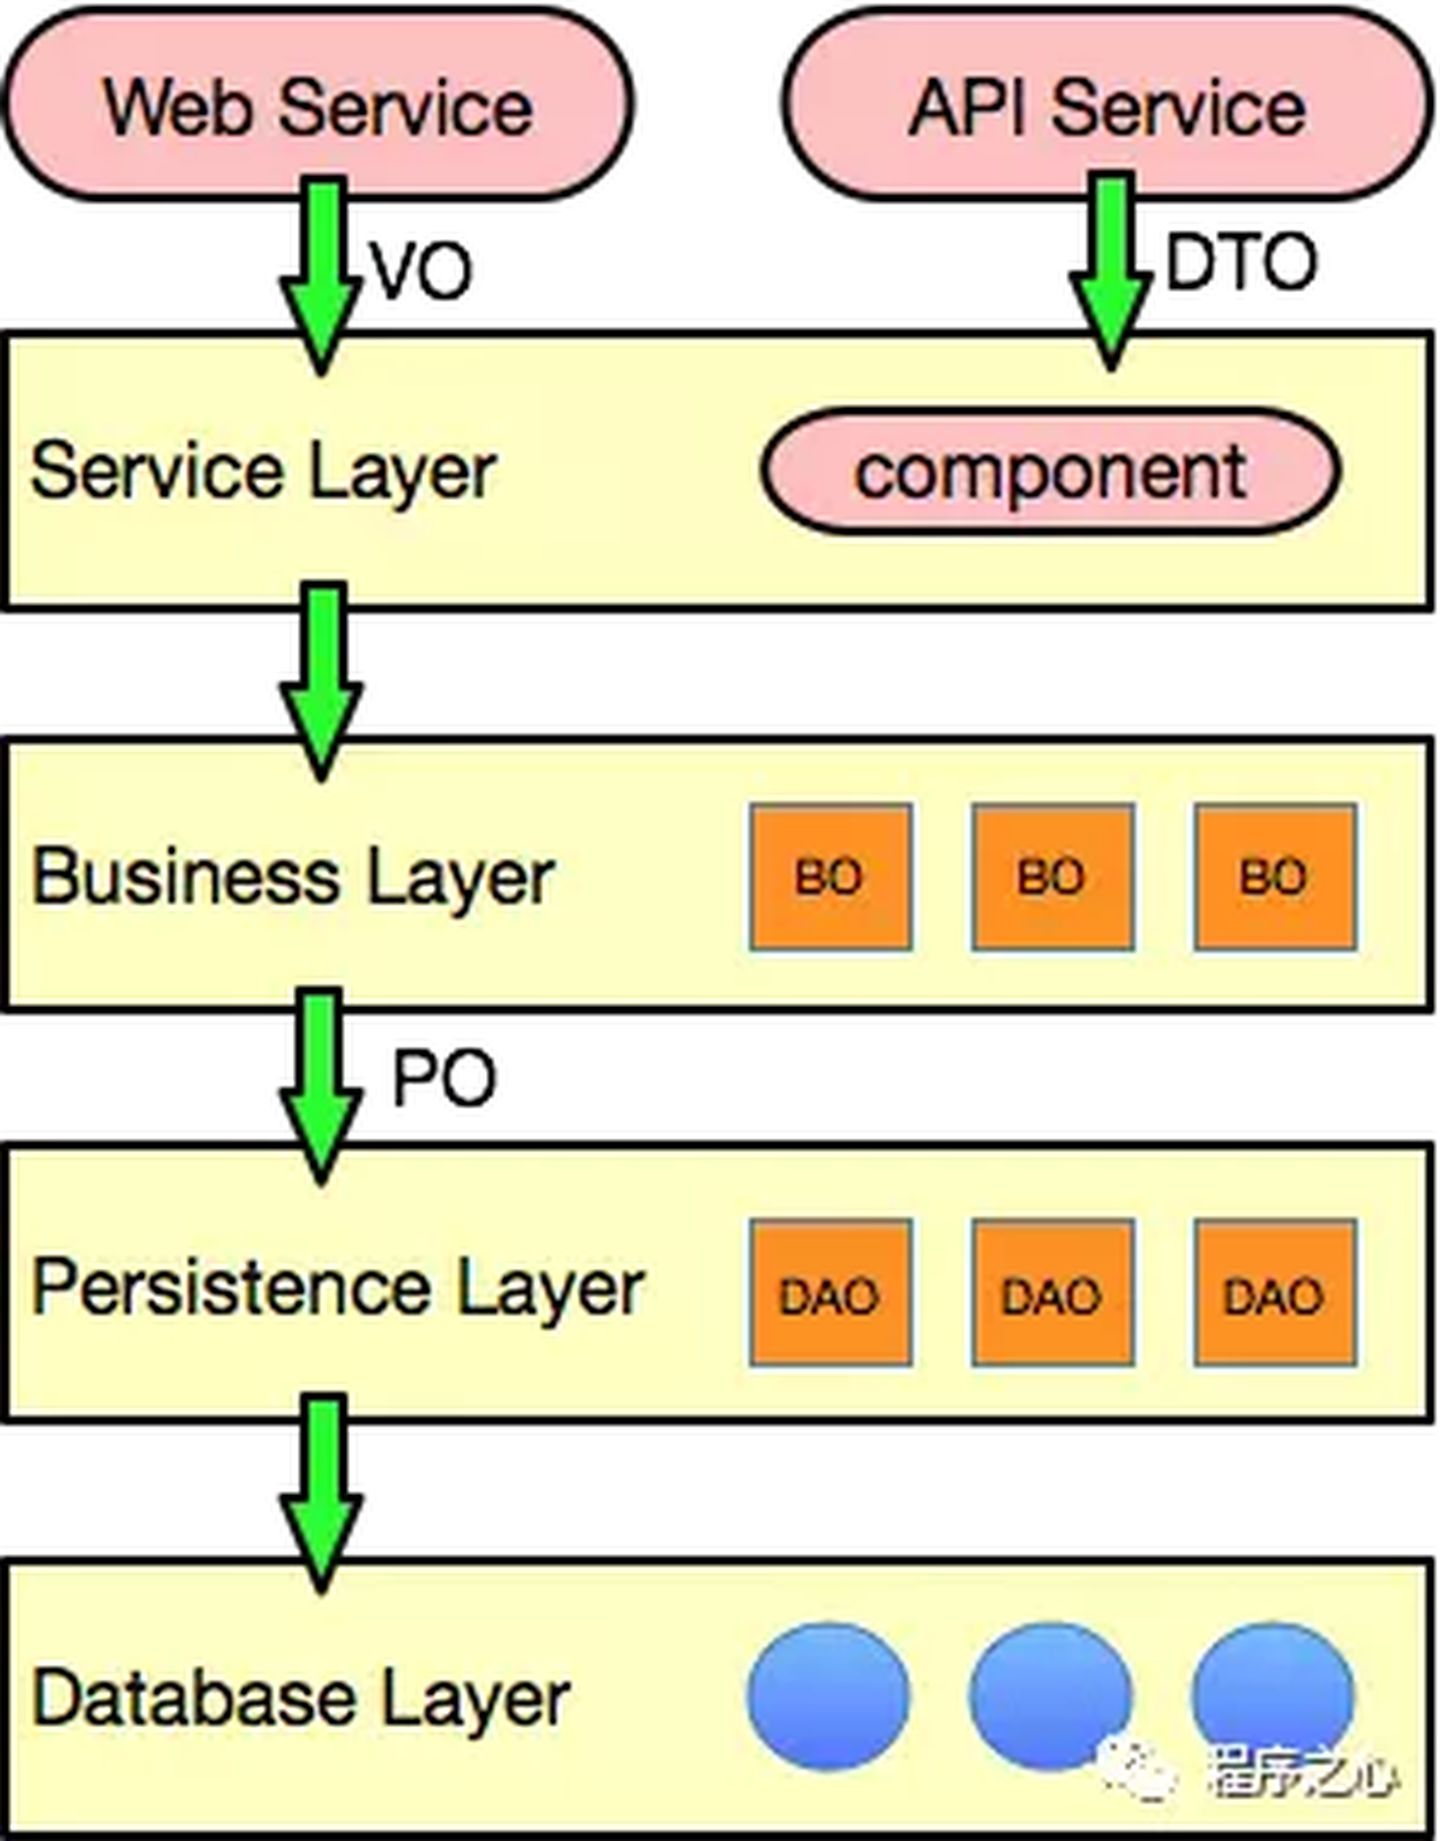 Web Service
API Service
VO
DTO
Service Layer
component
Business Layer
BO
BO
BO
PO
Persistence Layer
DAO
DAO
DAO
Database Layer
程序之心